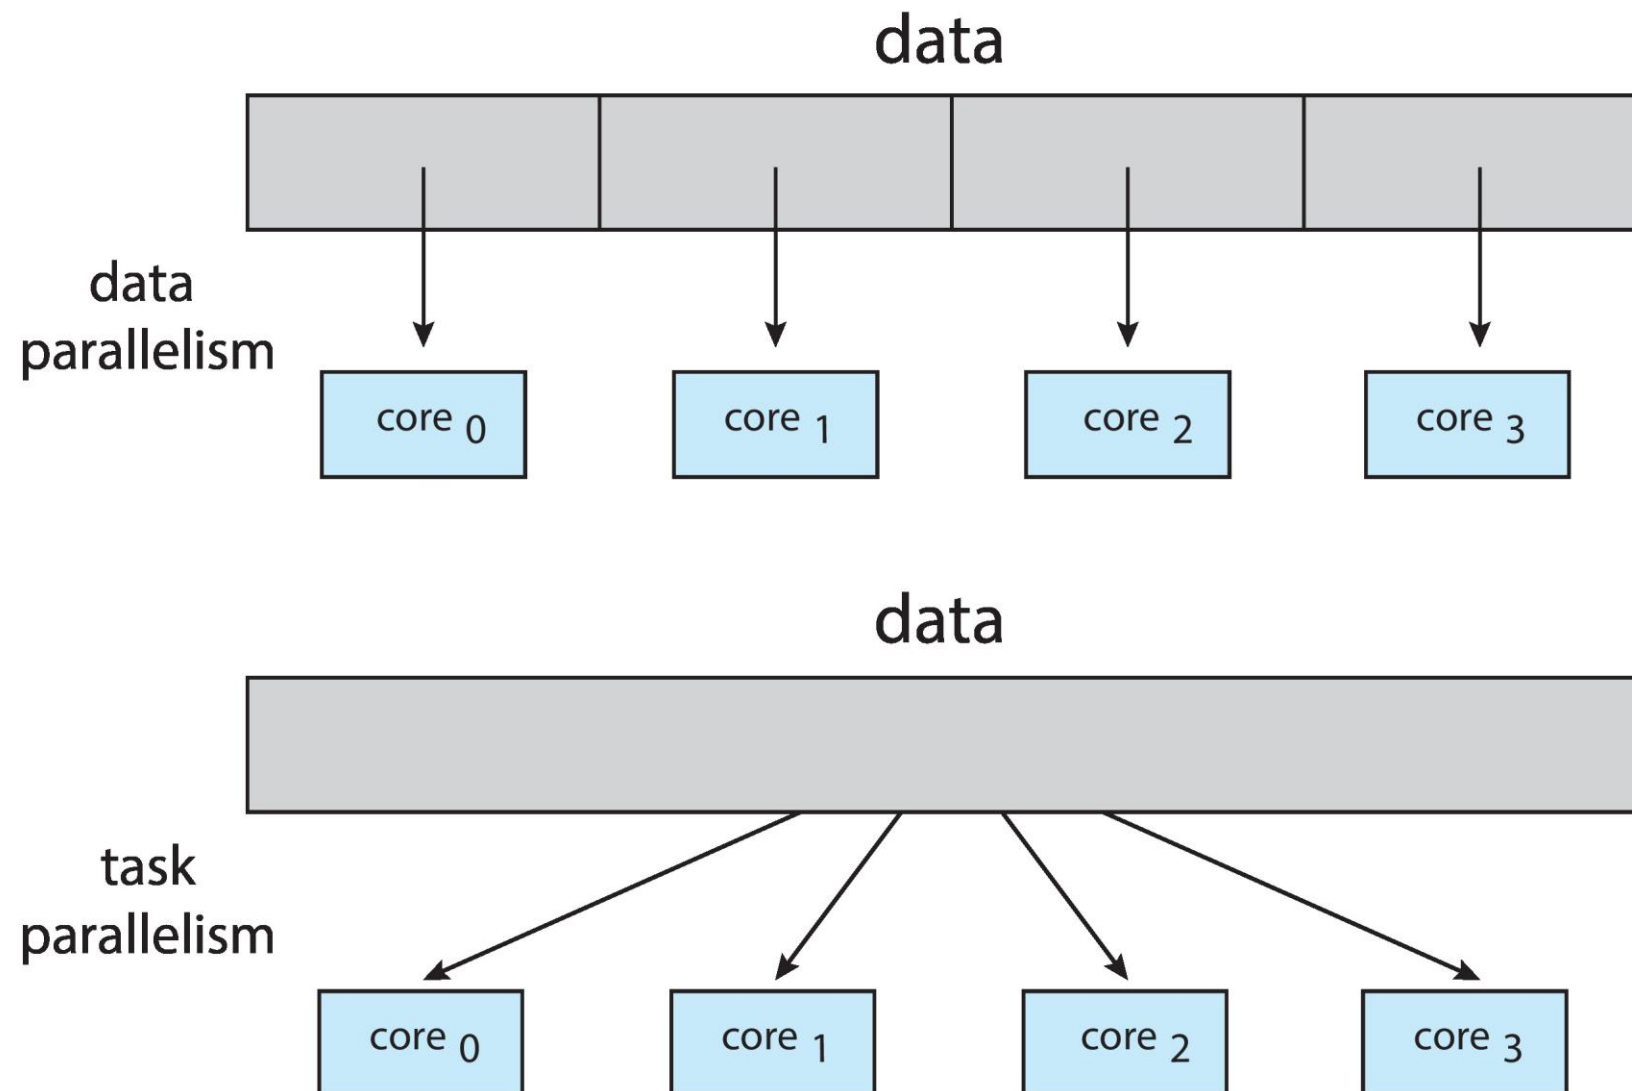 data
data
parallelism
core 0
core 1
core 2
core 3
data
task
parallelism
core 0
core 1
core 2
core 3